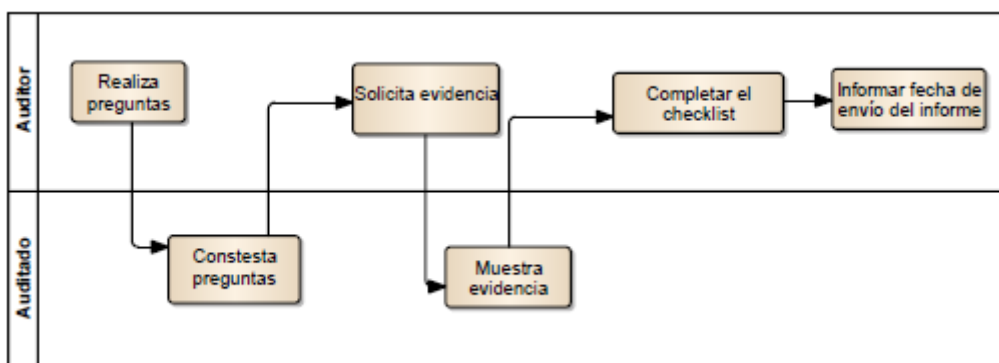 Auditor
Realiza
preguntas
Solicita evidencia
Completar el
checklist
Informar fecha de
envío del informe
Auditado
Constesta
preguntas
Muestra
evidencia